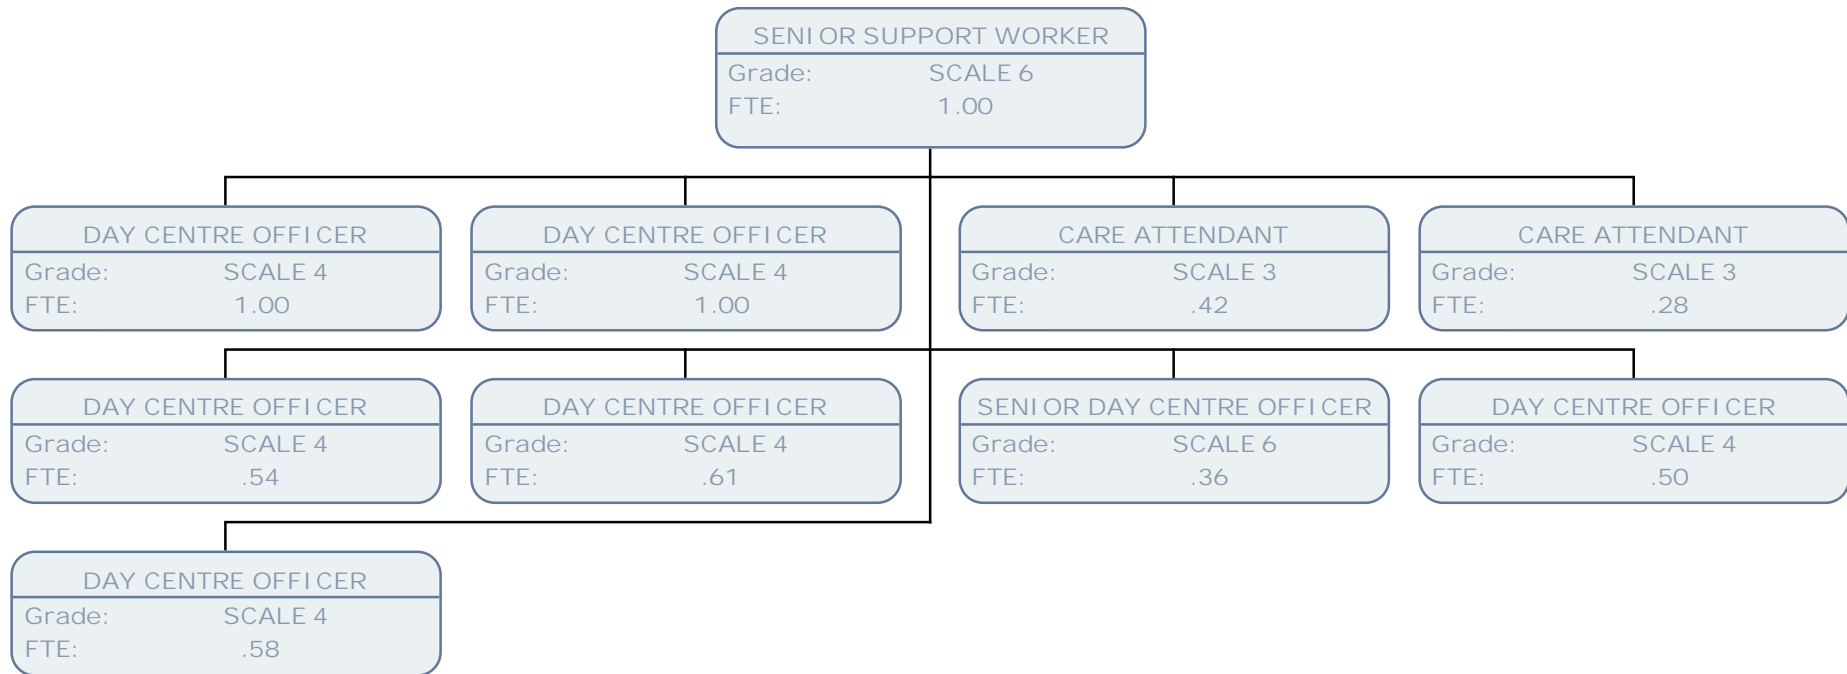 SENIOR SUPPORT WORKER
Grade: SCALE 6
FTE: 1.00
DAY CENTRE OFFICER
Grade: SCALE 4
FTE: 1.00
DAY CENTRE OFFICER
Grade: SCALE 4
FTE: 1.00
CARE ATTENDANT
Grade: SCALE 3
FTE: .42
CARE ATTENDANT
Grade: SCALE 3
FTE: .28
DAY CENTRE OFFICER
Grade: SCALE 4
FTE: .54
DAY CENTRE OFFICER
Grade: SCALE 4
FTE: .61
SENIOR DAY CENTRE OFFICER
Grade: SCALE 6
FTE: .36
DAY CENTRE OFFICER
Grade: SCALE 4
FTE: .50
DAY CENTRE OFFICER
Grade: SCALE 4
FTE: .58